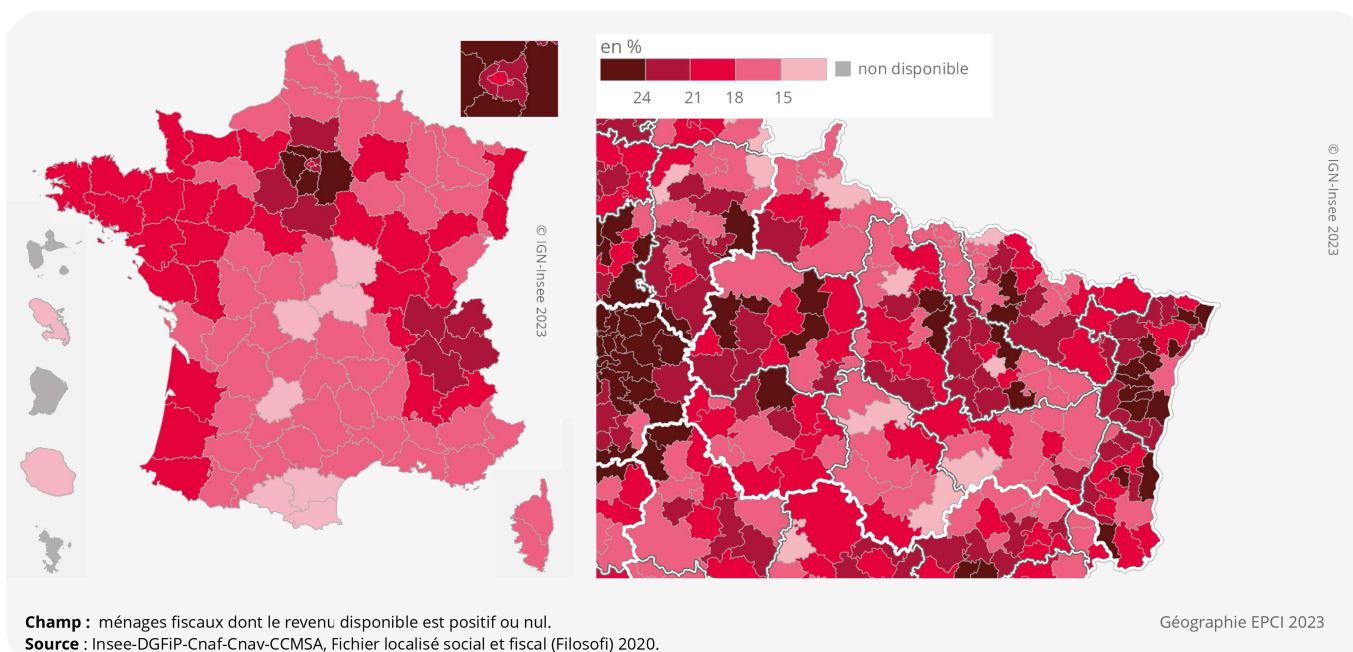 en %
non disponible
24 21 18 15
© IGN-Insee 2023
© IGN-Insee 2023
Champ : ménages fiscaux dont le revenu disponible est positif ou nul.
Géographie EPCI 2023
Source : Insee-DGFiP-Cnaf-Cnav-CCMSA, Fichier localisé social et fiscal (Filosofi) 2020.